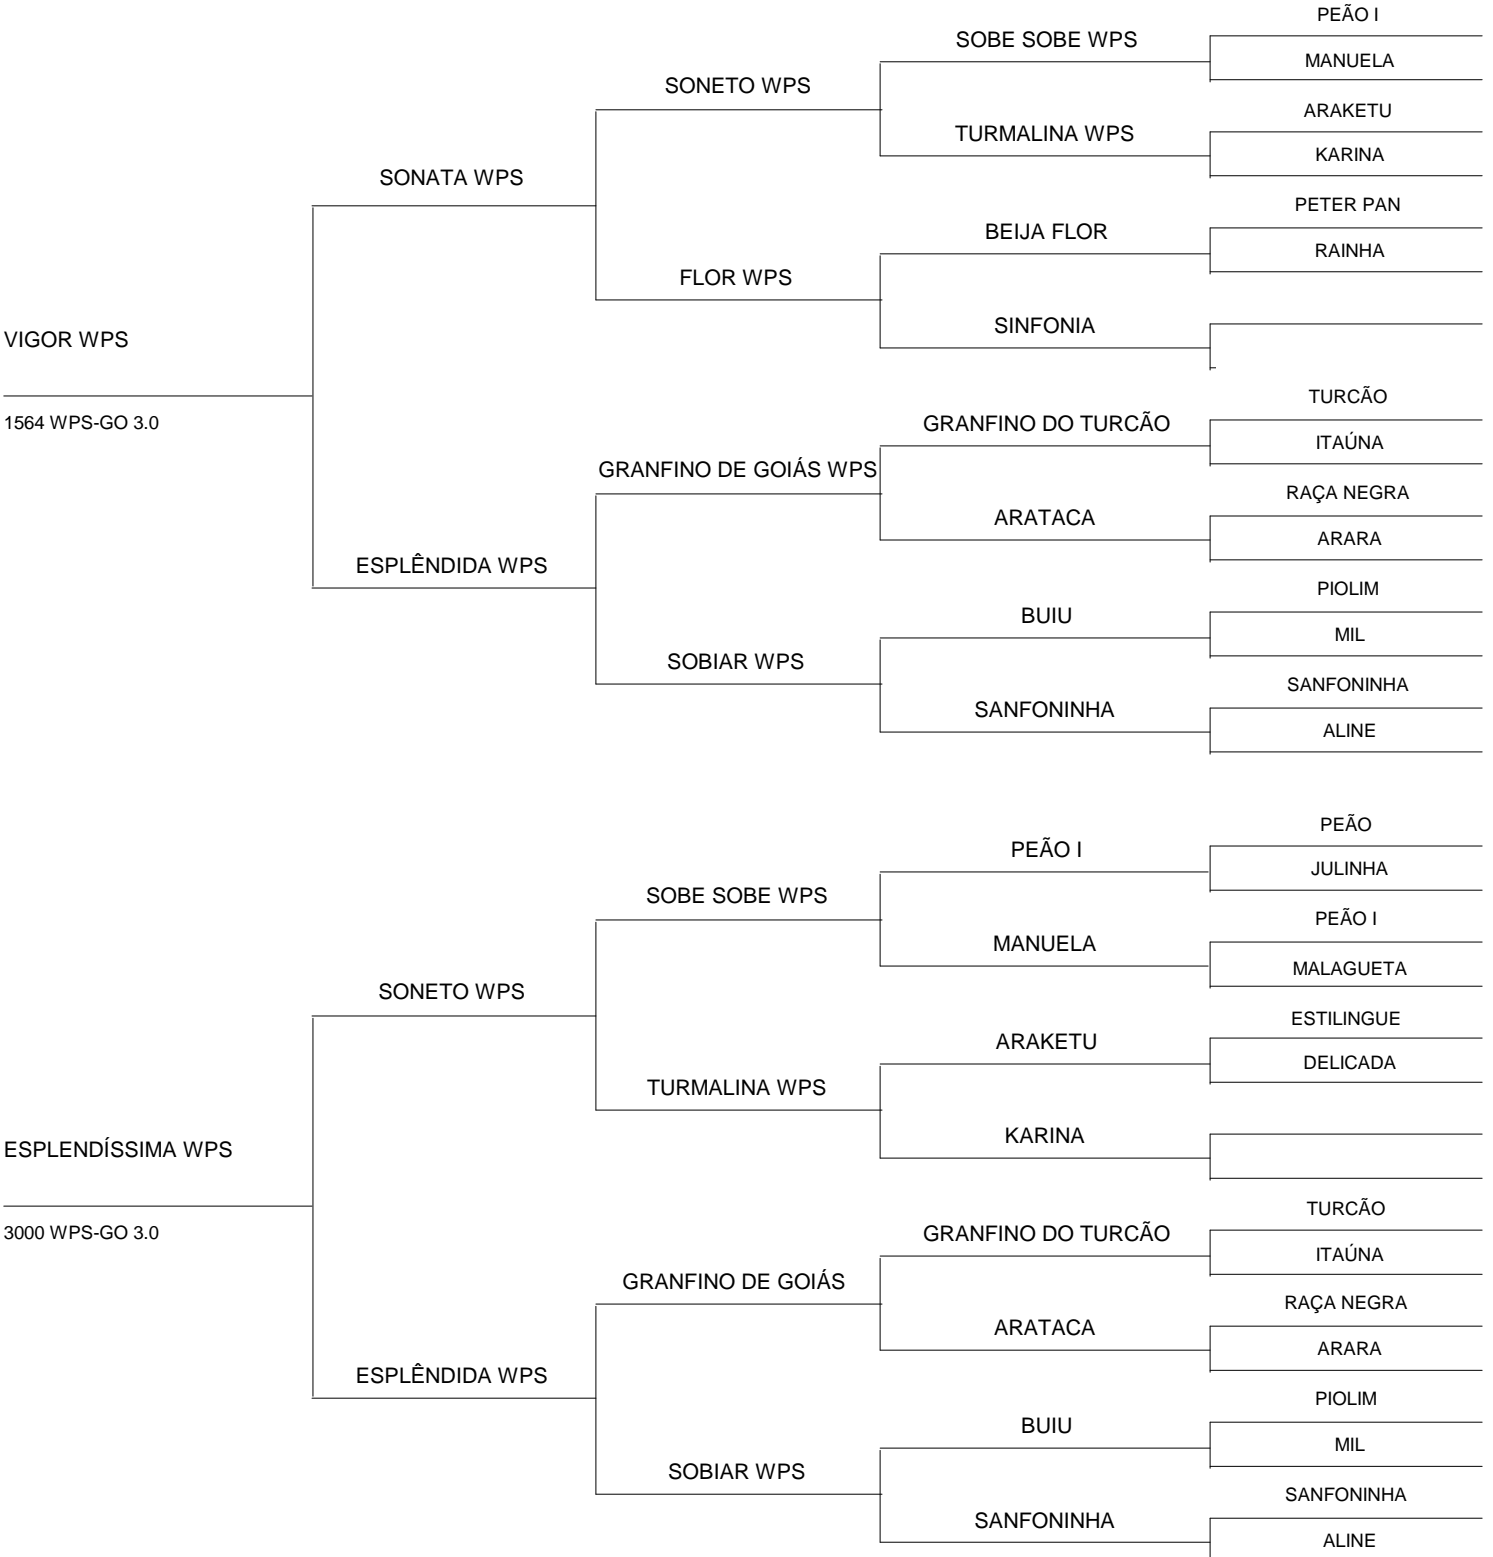 PEÃO I
SOBE SOBE WPS
MANUELA
SONETO WPS
ARAKETU
TURMALINA WPS
KARINA
SONATA WPS
PETER PAN
BEIJA FLOR
RAINHA
FLOR WPS
SINFONIA
VIGOR WPS
TURCÃO
1564 WPS-GO 3.0
GRANFINO DO TURCÃO
ITAÚNA
GRANFINO DE GOIÁS WPS
RAÇA NEGRA
ARATACA
ARARA
ESPLÊNDIDA WPS
PIOLIM
BUIU
MIL
SOBIAR WPS
SANFONINHA
SANFONINHA
ALINE
PEÃO
PEÃO I
JULINHA
SOBE SOBE WPS
PEÃO I
MANUELA
MALAGUETA
SONETO WPS
ESTILINGUE
ARAKETU
DELICADA
TURMALINA WPS
KARINA
ESPLENDÍSSIMA WPS
TURCÃO
3000 WPS-GO 3.0
GRANFINO DO TURCÃO
ITAÚNA
GRANFINO DE GOIÁS
RAÇA NEGRA
ARATACA
ARARA
ESPLÊNDIDA WPS
PIOLIM
BUIU
MIL
SOBIAR WPS
SANFONINHA
SANFONINHA
ALINE